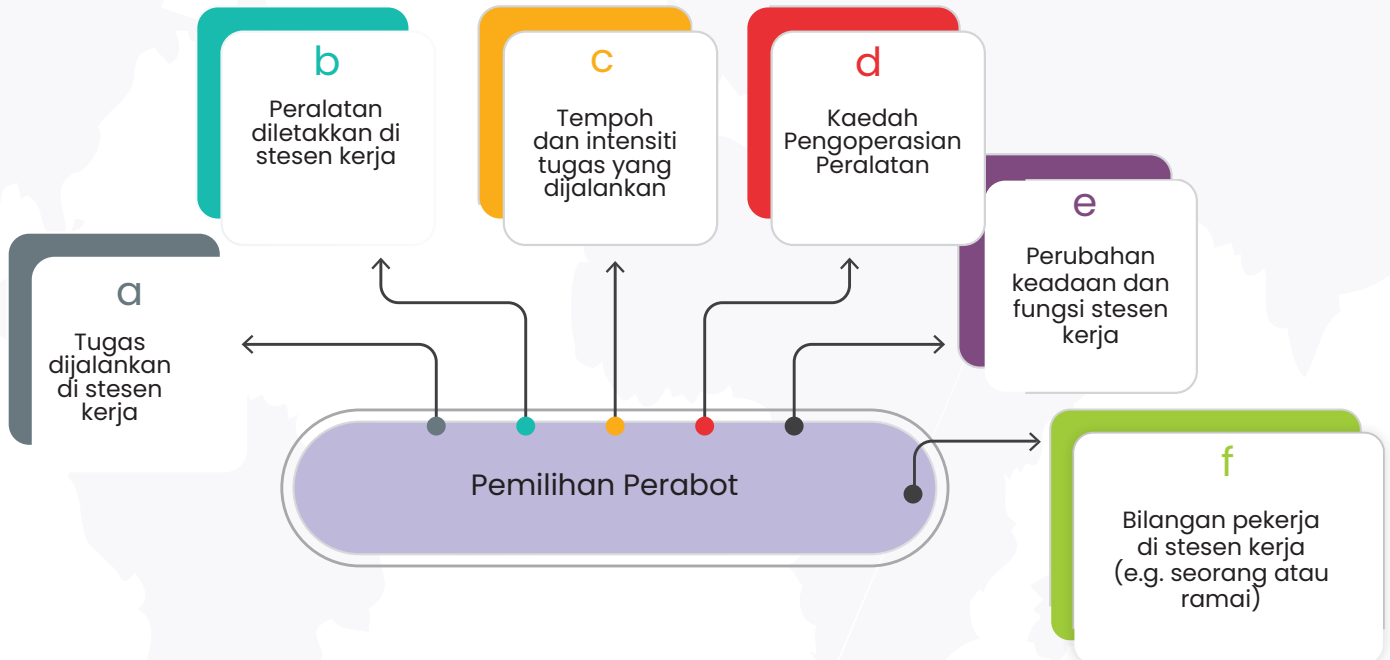 a
Tugas
dijalankan
di stesen
kerja
b
Peralatan
diletakkan di
stesen kerja
c
Tempoh
dan intensiti
tugas yang
dijalankan
d
Kaedah
Pengoperasian
Peralatan
e
Perubahan
keadaan dan
fungsi stesen
kerja
f
Bilangan pekerja
di stesen kerja
(e.g. seorang atau
ramai)
Pemilihan Perabot